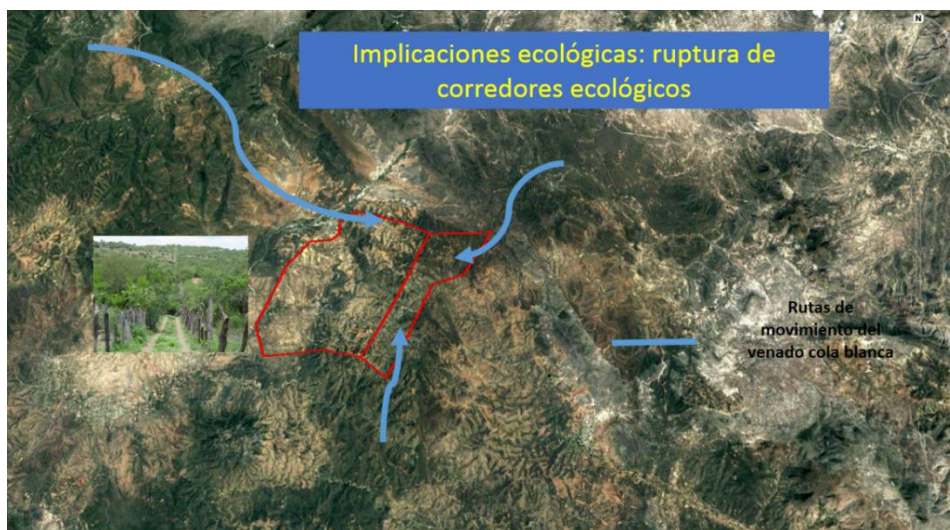 Implicaciones ecológicas: ruptura de
corredores ecológicos
N
Rutas de
movimiento del
venado cola blanca